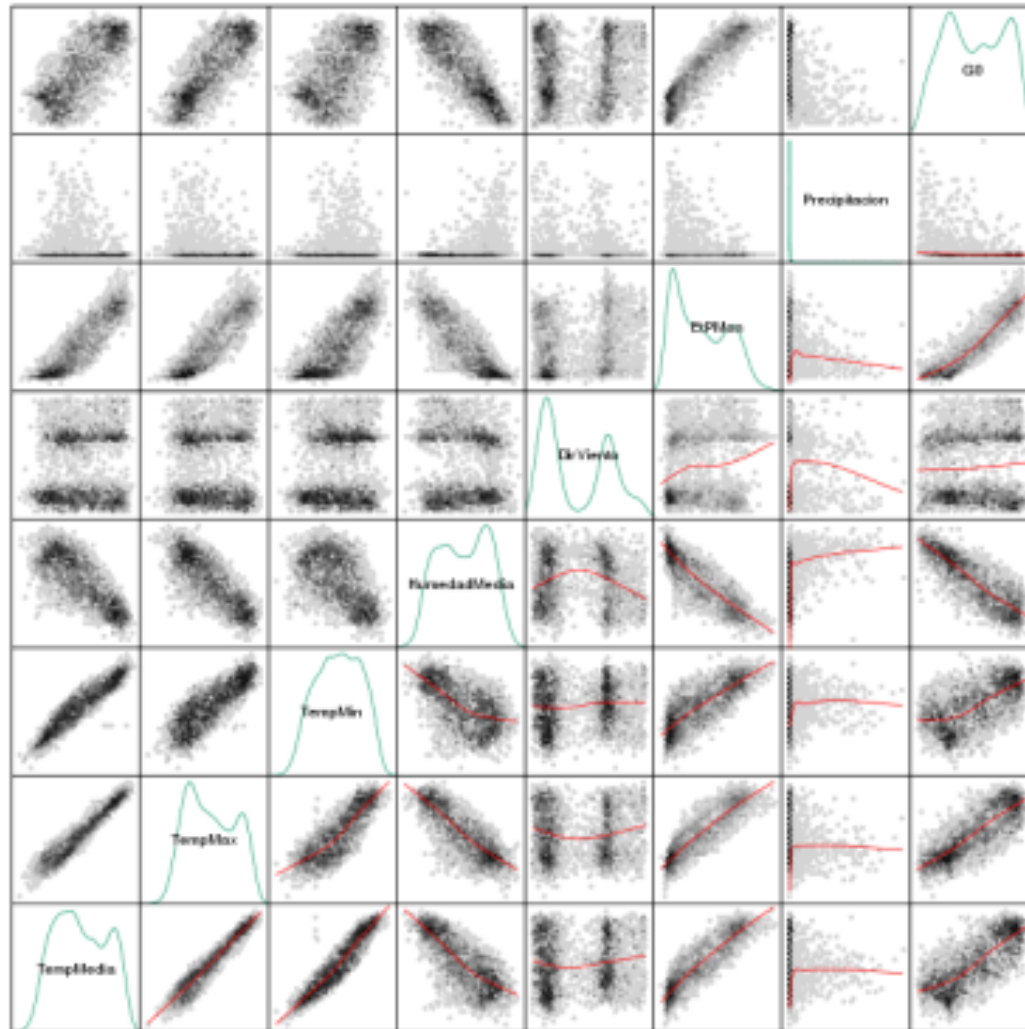 G0
Precipitacion
EtPMon
DirViento
HumedadMedia
TempMin
TempMax
TempMedia